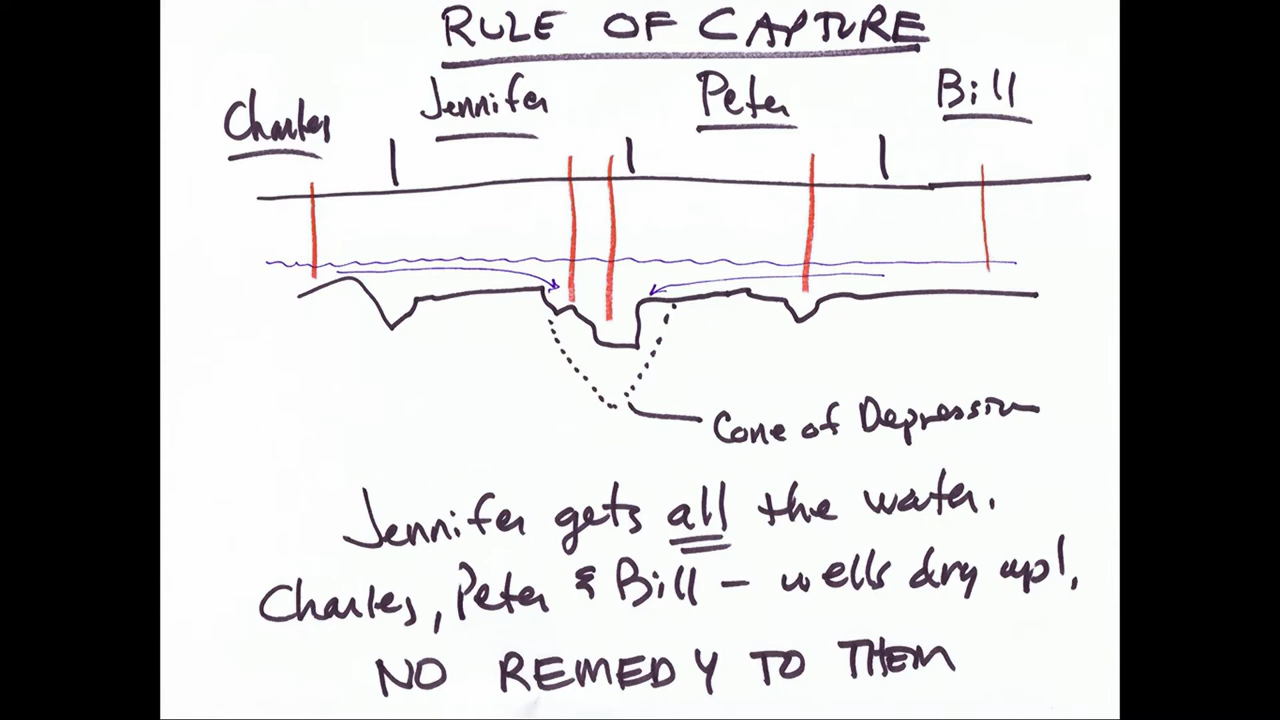 RULE OF CAPTURE
Charles Jennifer Peter Bill
Cone of Depression
Jennifer gets all the water.
Charles, Peter & Bill – wells dry up!,
NO REMEDY TO THEM